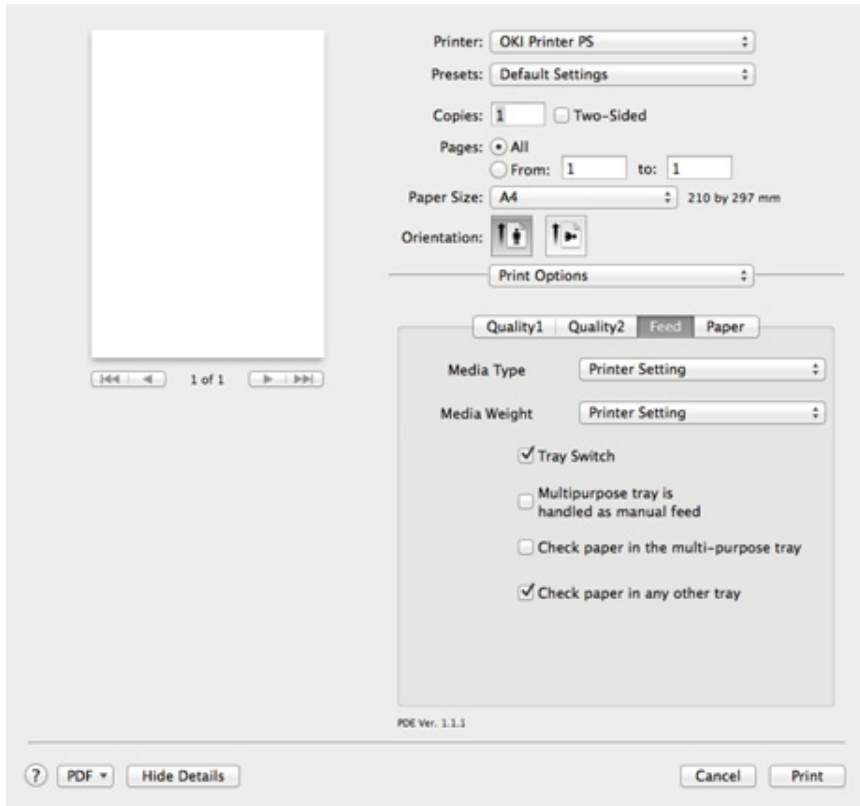 Printer: OKI Printer PS
Presets: Default Settings
Copies: 1 Two-Sided
Pages: All
From: 1 to: 1
Paper Size: A4 210 by 297 mm
Orientation:
Print Options
Quality1 Quality2 Feed Paper
1 of 1
Media Type Printer Setting
Media Weight Printer Setting
Tray Switch
Multipurpose tray is
handled as manual feed
Check paper in the multi-purpose tray
Check paper in any other tray
PDE Ver. 1.1.1
? PDF Hide Details Cancel Print